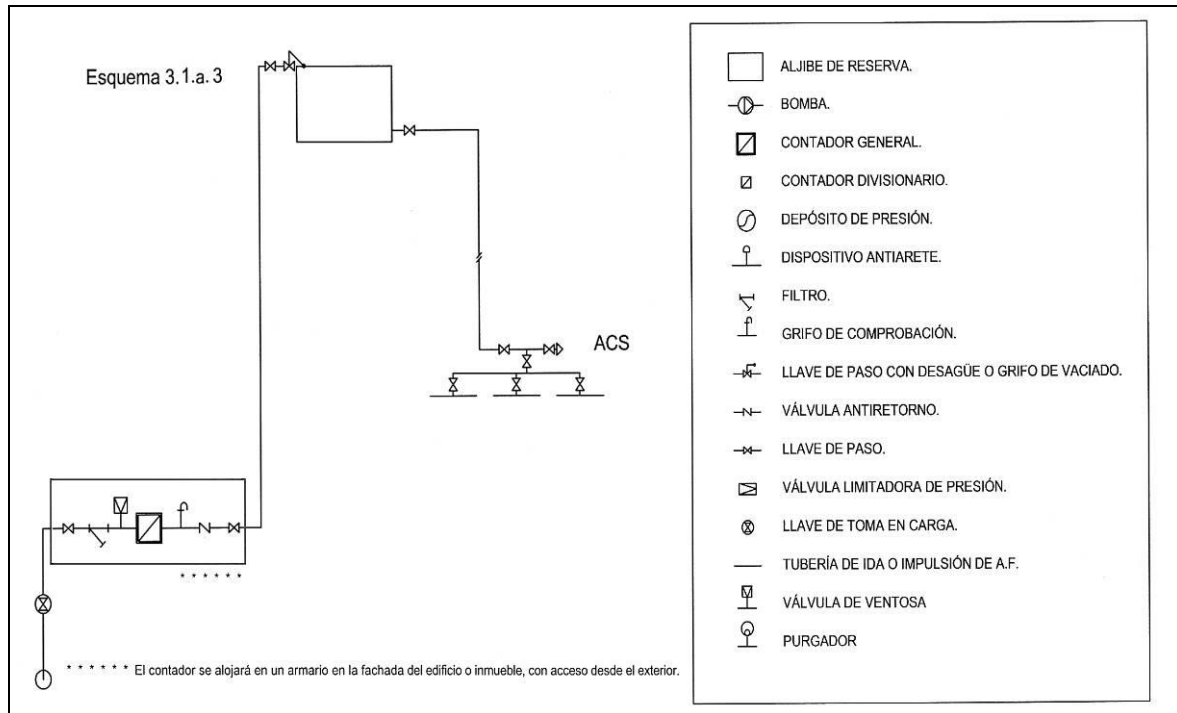 Esquema 3.1.a.3
ACS
* * * * * *
* * * * * * El contador se alojará en un armario en la fachada del edificio o inmueble, con acceso desde el exterior.
ALJIBE DE RESERVA.
BOMBA.
CONTADOR GENERAL.
CONTADOR DIVISIONARIO.
DEPÓSITO DE PRESIÓN.
DISPOSITIVO ANTIARETE.
FILTRO.
GRIFO DE COMPROBACIÓN.
LLAVE DE PASO CON DESAGÜE O GRIFO DE VACIADO.
VÁLVULA ANTIRETORNO.
LLAVE DE PASO.
VÁLVULA LIMITADORA DE PRESIÓN.
LLAVE DE TOMA EN CARGA.
TUBERÍA DE IDA O IMPULSIÓN DE A.F.
VÁLVULA DE VENTOSA
PURGADOR